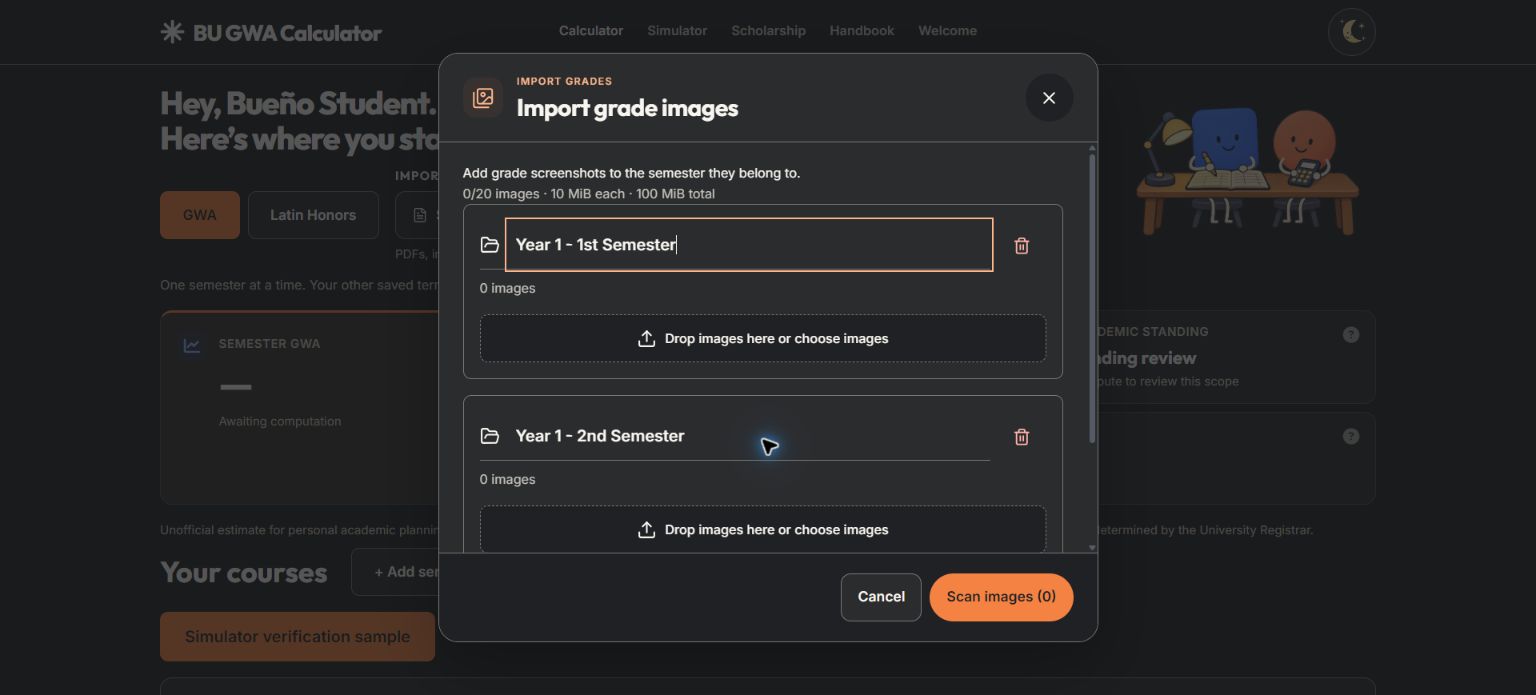 BU GWA Calculator
Calculator
Simulator
Scholarship
Handbook
Welcome
Hey, Bueño Student.
Here's where you sta
IMPOR
GWA
Latin Honors
S
PDFs, i
One semester at a time. Your other saved ter
SEMESTER GWA
—
Awaiting computation
DEMIC STANDING
?
nding review
pute to review this scope
?
Unofficial estimate for personal academic plannin
etermined by the University Registrar.
Your courses
+ Add se
Simulator verification sample
IMPORT GRADES
Import grade images
Add grade screenshots to the semester they belong to.
0/20 images · 10 MiB each · 100 MiB total
Year 1 - 1st Semester
0 images
Drop images here or choose images
Year 1 - 2nd Semester
0 images
Drop images here or choose images
Cancel
Scan images (0)